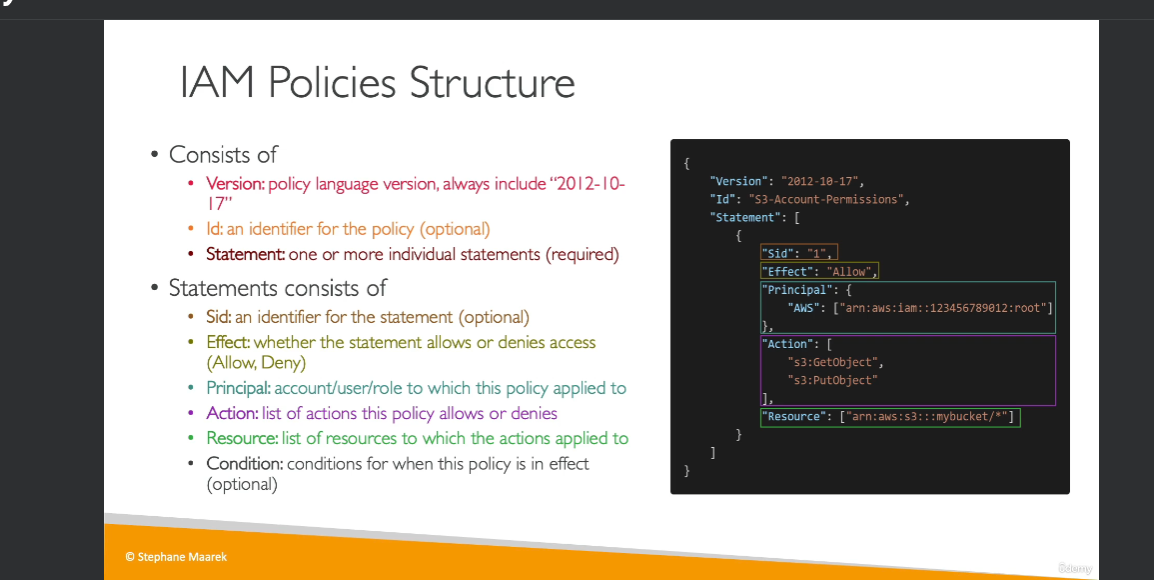 IAM Policies Structure
• Consists of
• Version: policy language version, always include “2012-10-
17”
• Id: an identifier for the policy (optional)
• Statement: one or more individual statements (required)
• Statements consists of
• Sid: an identifier for the statement (optional)
• Effect: whether the statement allows or denies access
(Allow, Deny)
• Principal: account/user/role to which this policy applied to
• Action: list of actions this policy allows or denies
• Resource: list of resources to which the actions applied to
• Condition: conditions for when this policy is in effect
(optional)
{
"Version": "2012-10-17",
"Id": "S3-Account-Permissions",
"Statement": [
{
"Sid": "1",
"Effect": "Allow",
"Principal": {
"AWS": ["arn:aws:iam::123456789012:root"]
},
"Action": [
"s3:GetObject",
"s3:PutObject"
],
"Resource": ["arn:aws:s3:::mybucket/*"]
}
]
}
© Stephane Maarek
Udemy